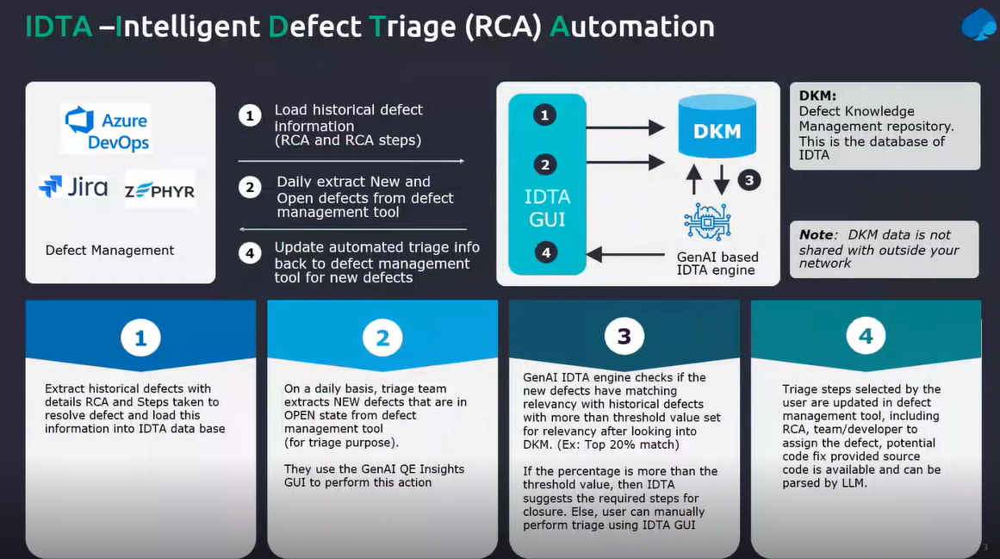 IDTA –Intelligent Defect Triage (RCA) Automation
Azure
DevOps
Jira
ZEPHYR
Defect Management
1
Load historical defect
information
(RCA and RCA steps)
2
Daily extract New and
Open defects from defect
management tool
4
Update automated triage info
back to defect management
tool for new defects
1
2
IDTA
GUI
4
DKM
3
GenAI based
IDTA engine
DKM:
Defect Knowledge
Management repository.
This is the database of
IDTA
Note: DKM data is not
shared with outside your
network
1
Extract historical defects with
details RCA and Steps taken to
resolve defect and load this
information into IDTA data base
2
On a daily basis, triage team
extracts NEW defects that are in
OPEN state from defect
management tool
(for triage purpose).
They use the GenAI QE Insights
GUI to perform this action
3
GenAI IDTA engine checks if the
new defects have matching
relevancy with historical defects
with more than threshold value set
for relevancy after looking into
DKM. (Ex: Top 20% match)
If the percentage is more than the
threshold value, then IDTA
suggests the required steps for
closure. Else, user can manually
perform triage using IDTA GUI
4
Triage steps selected by the
user are updated in defect
management tool, including
RCA, team/developer to
assign the defect, potential
code fix provided source
code is available and can be
parsed by LLM.
3